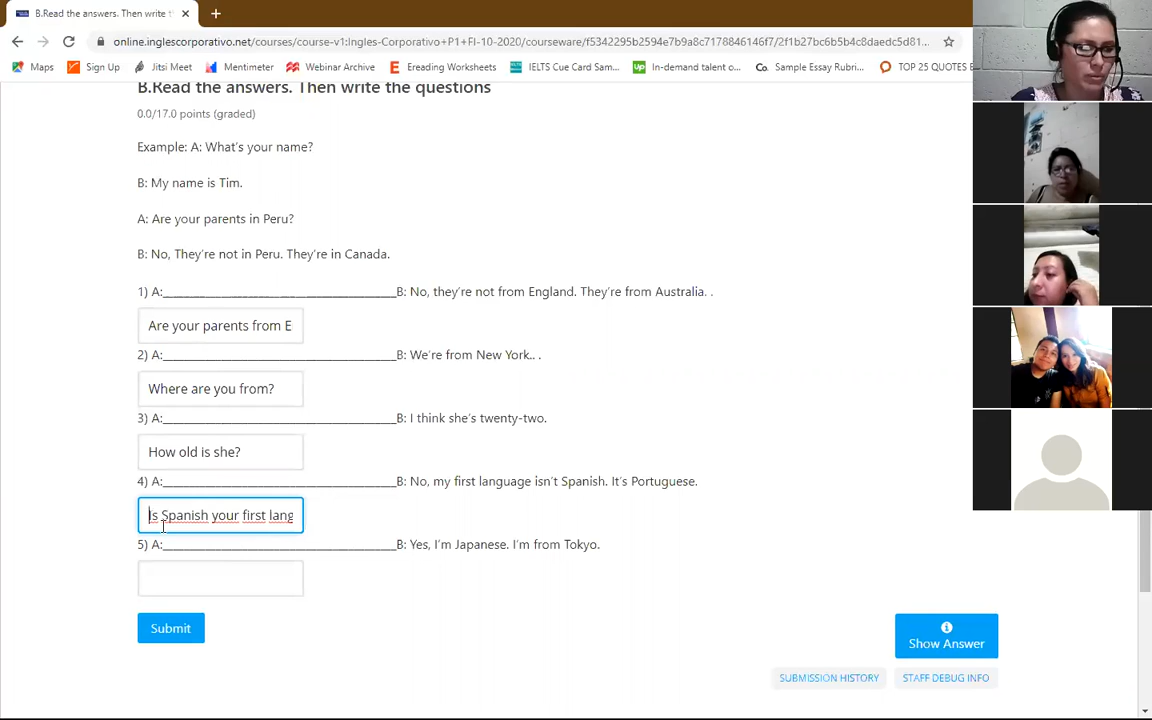 B.Read the answers. Then write t
online.inglescorporativo.net/courses/course-v1:Ingles-Corporativo+P1+FI-10-2020/courseware/f5342295b2594e7b9a8c7178846146f7/2f1b27bc6b5b4c8daedc5d81...
Maps Sign Up Jitsi Meet Mentimeter Webinar Archive Ereading Worksheets IELTS Cue Card Sam... In-demand talent o... Sample Essay Rubri... TOP 25 QUOTES
B.Read the answers. Then write the questions
0.0/17.0 points (graded)
Example: A: What's your name?
B: My name is Tim.
A: Are your parents in Peru?
B: No, They're not in Peru. They're in Canada.
1) A:___________________________________B: No, they're not from England. They're from Australia. .
Are your parents from E
2) A:___________________________________B: We're from New York.. .
Where are you from?
3) A:___________________________________B: I think she's twenty-two.
How old is she?
4) A:___________________________________B: No, my first language isn't Spanish. It's Portuguese.
Is Spanish your first lang
5) A:___________________________________B: Yes, I'm Japanese. I'm from Tokyo.
Submit
Show Answer
SUBMISSION HISTORY STAFF DEBUG INFO